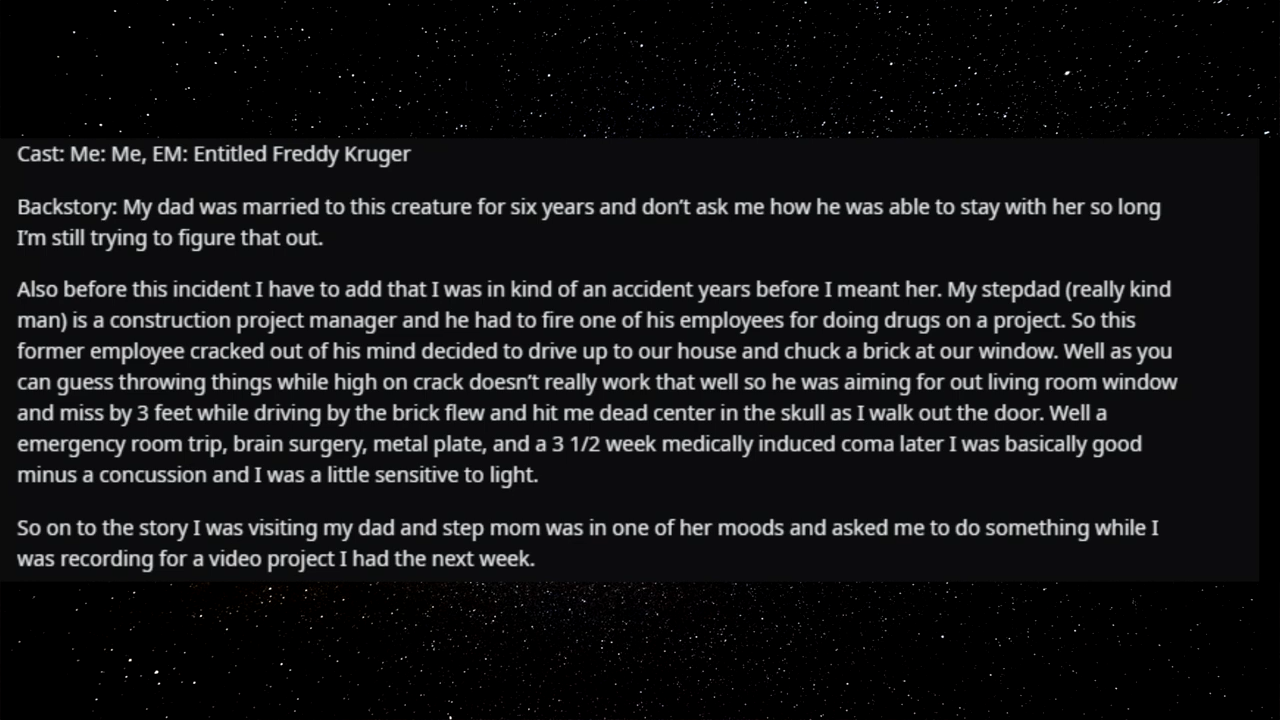 Cast: Me: Me, EM: Entitled Freddy Kruger
Backstory: My dad was married to this creature for six years and don’t ask me how he was able to stay with her so long
I’m still trying to figure that out.
Also before this incident I have to add that I was in kind of an accident years before I meant her. My stepdad (really kind
man) is a construction project manager and he had to fire one of his employees for doing drugs on a project. So this
former employee cracked out of his mind decided to drive up to our house and chuck a brick at our window. Well as you
can guess throwing things while high on crack doesn’t really work that well so he was aiming for out living room window
and miss by 3 feet while driving by the brick flew and hit me dead center in the skull as I walk out the door. Well a
emergency room trip, brain surgery, metal plate, and a 3 1/2 week medically induced coma later I was basically good
minus a concussion and I was a little sensitive to light.
So on to the story I was visiting my dad and step mom was in one of her moods and asked me to do something while I
was recording for a video project I had the next week.